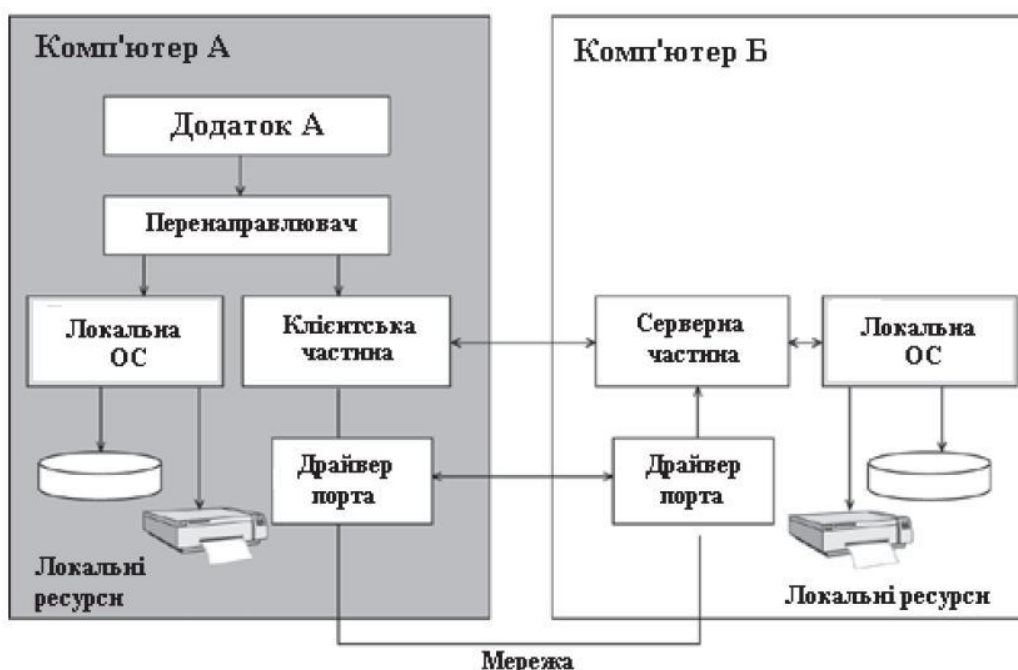 Комп'ютер А
Додаток А
Перенаправлювач
Локальна
ОС
Клієнтська
частина
Драйвер
порта
Локальні
ресурси
Комп'ютер Б
Серверна
частина
Локальна
ОС
Драйвер
порта
Локальні ресурси
Мережа